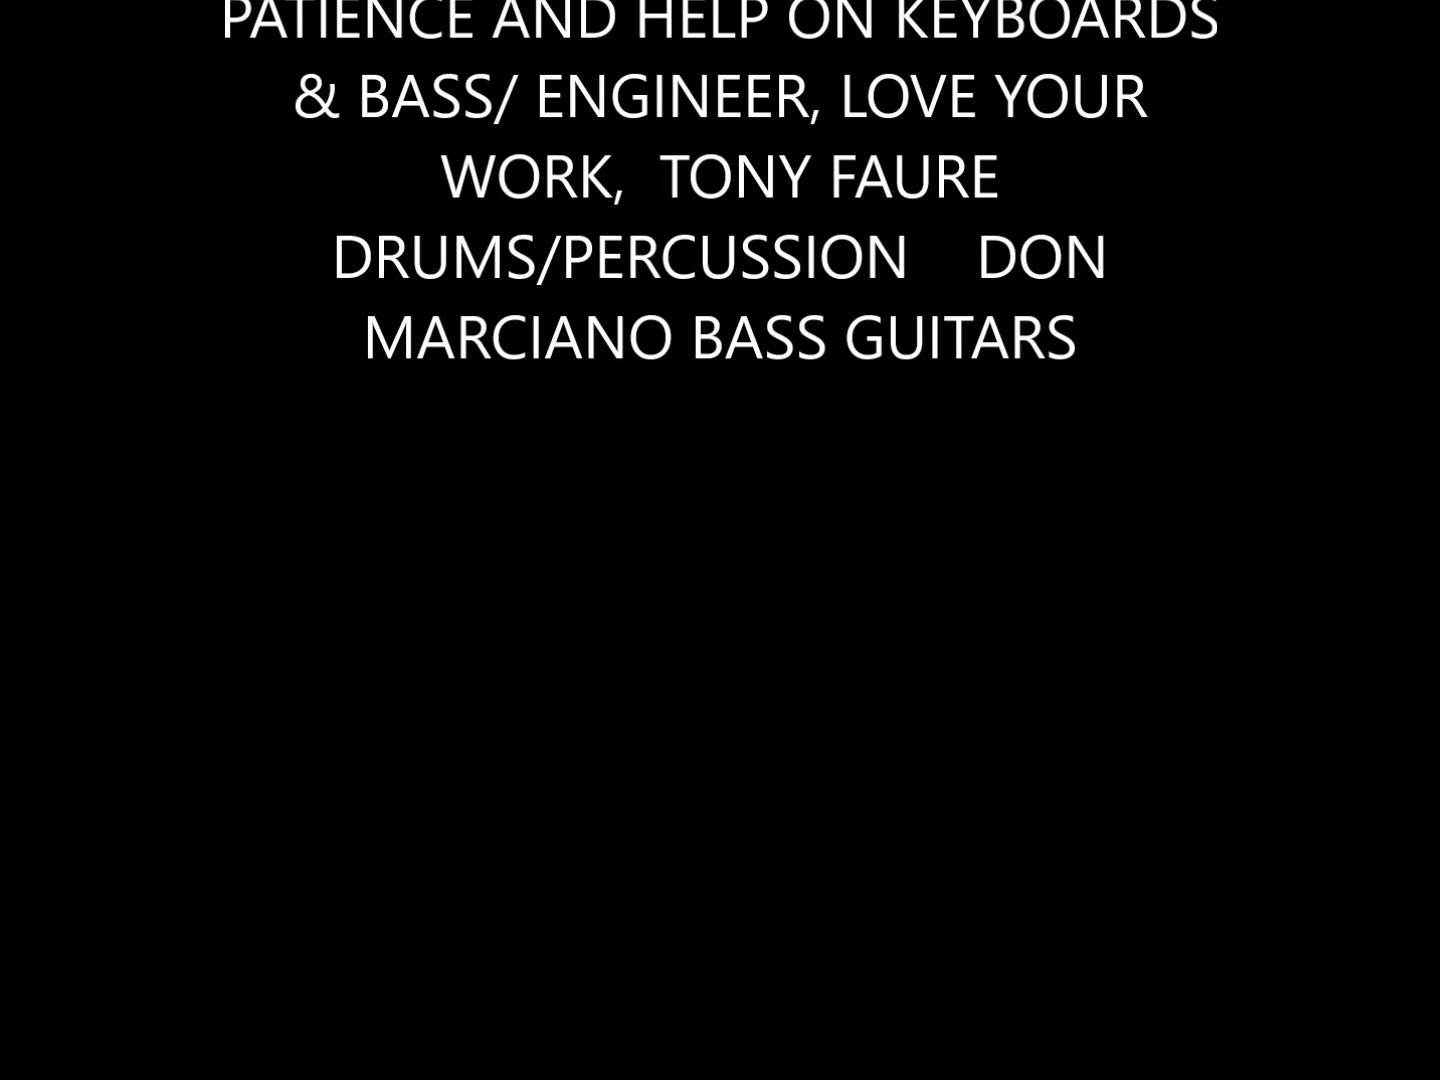 PATIENCE AND HELP ON KEYBOARDS
& BASS/ ENGINEER, LOVE YOUR
WORK,  TONY FAURE
DRUMS/PERCUSSION    DON
MARCIANO BASS GUITARS